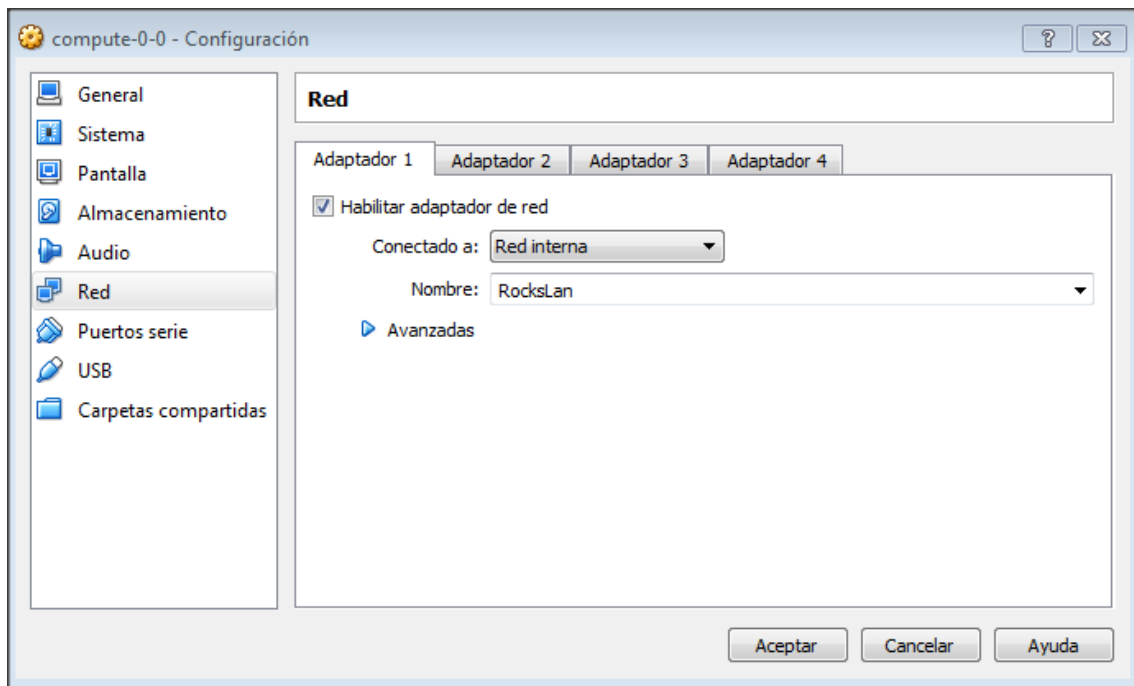 compute-0-0 - Configuración
General
Sistema
Pantalla
Almacenamiento
Audio
Red
Puertos serie
USB
Carpetas compartidas
Red
Adaptador 1 Adaptador 2 Adaptador 3 Adaptador 4
Habilitar adaptador de red
Conectado a: Red interna
Nombre: RocksLan
Avanzadas
Aceptar Cancelar Ayuda